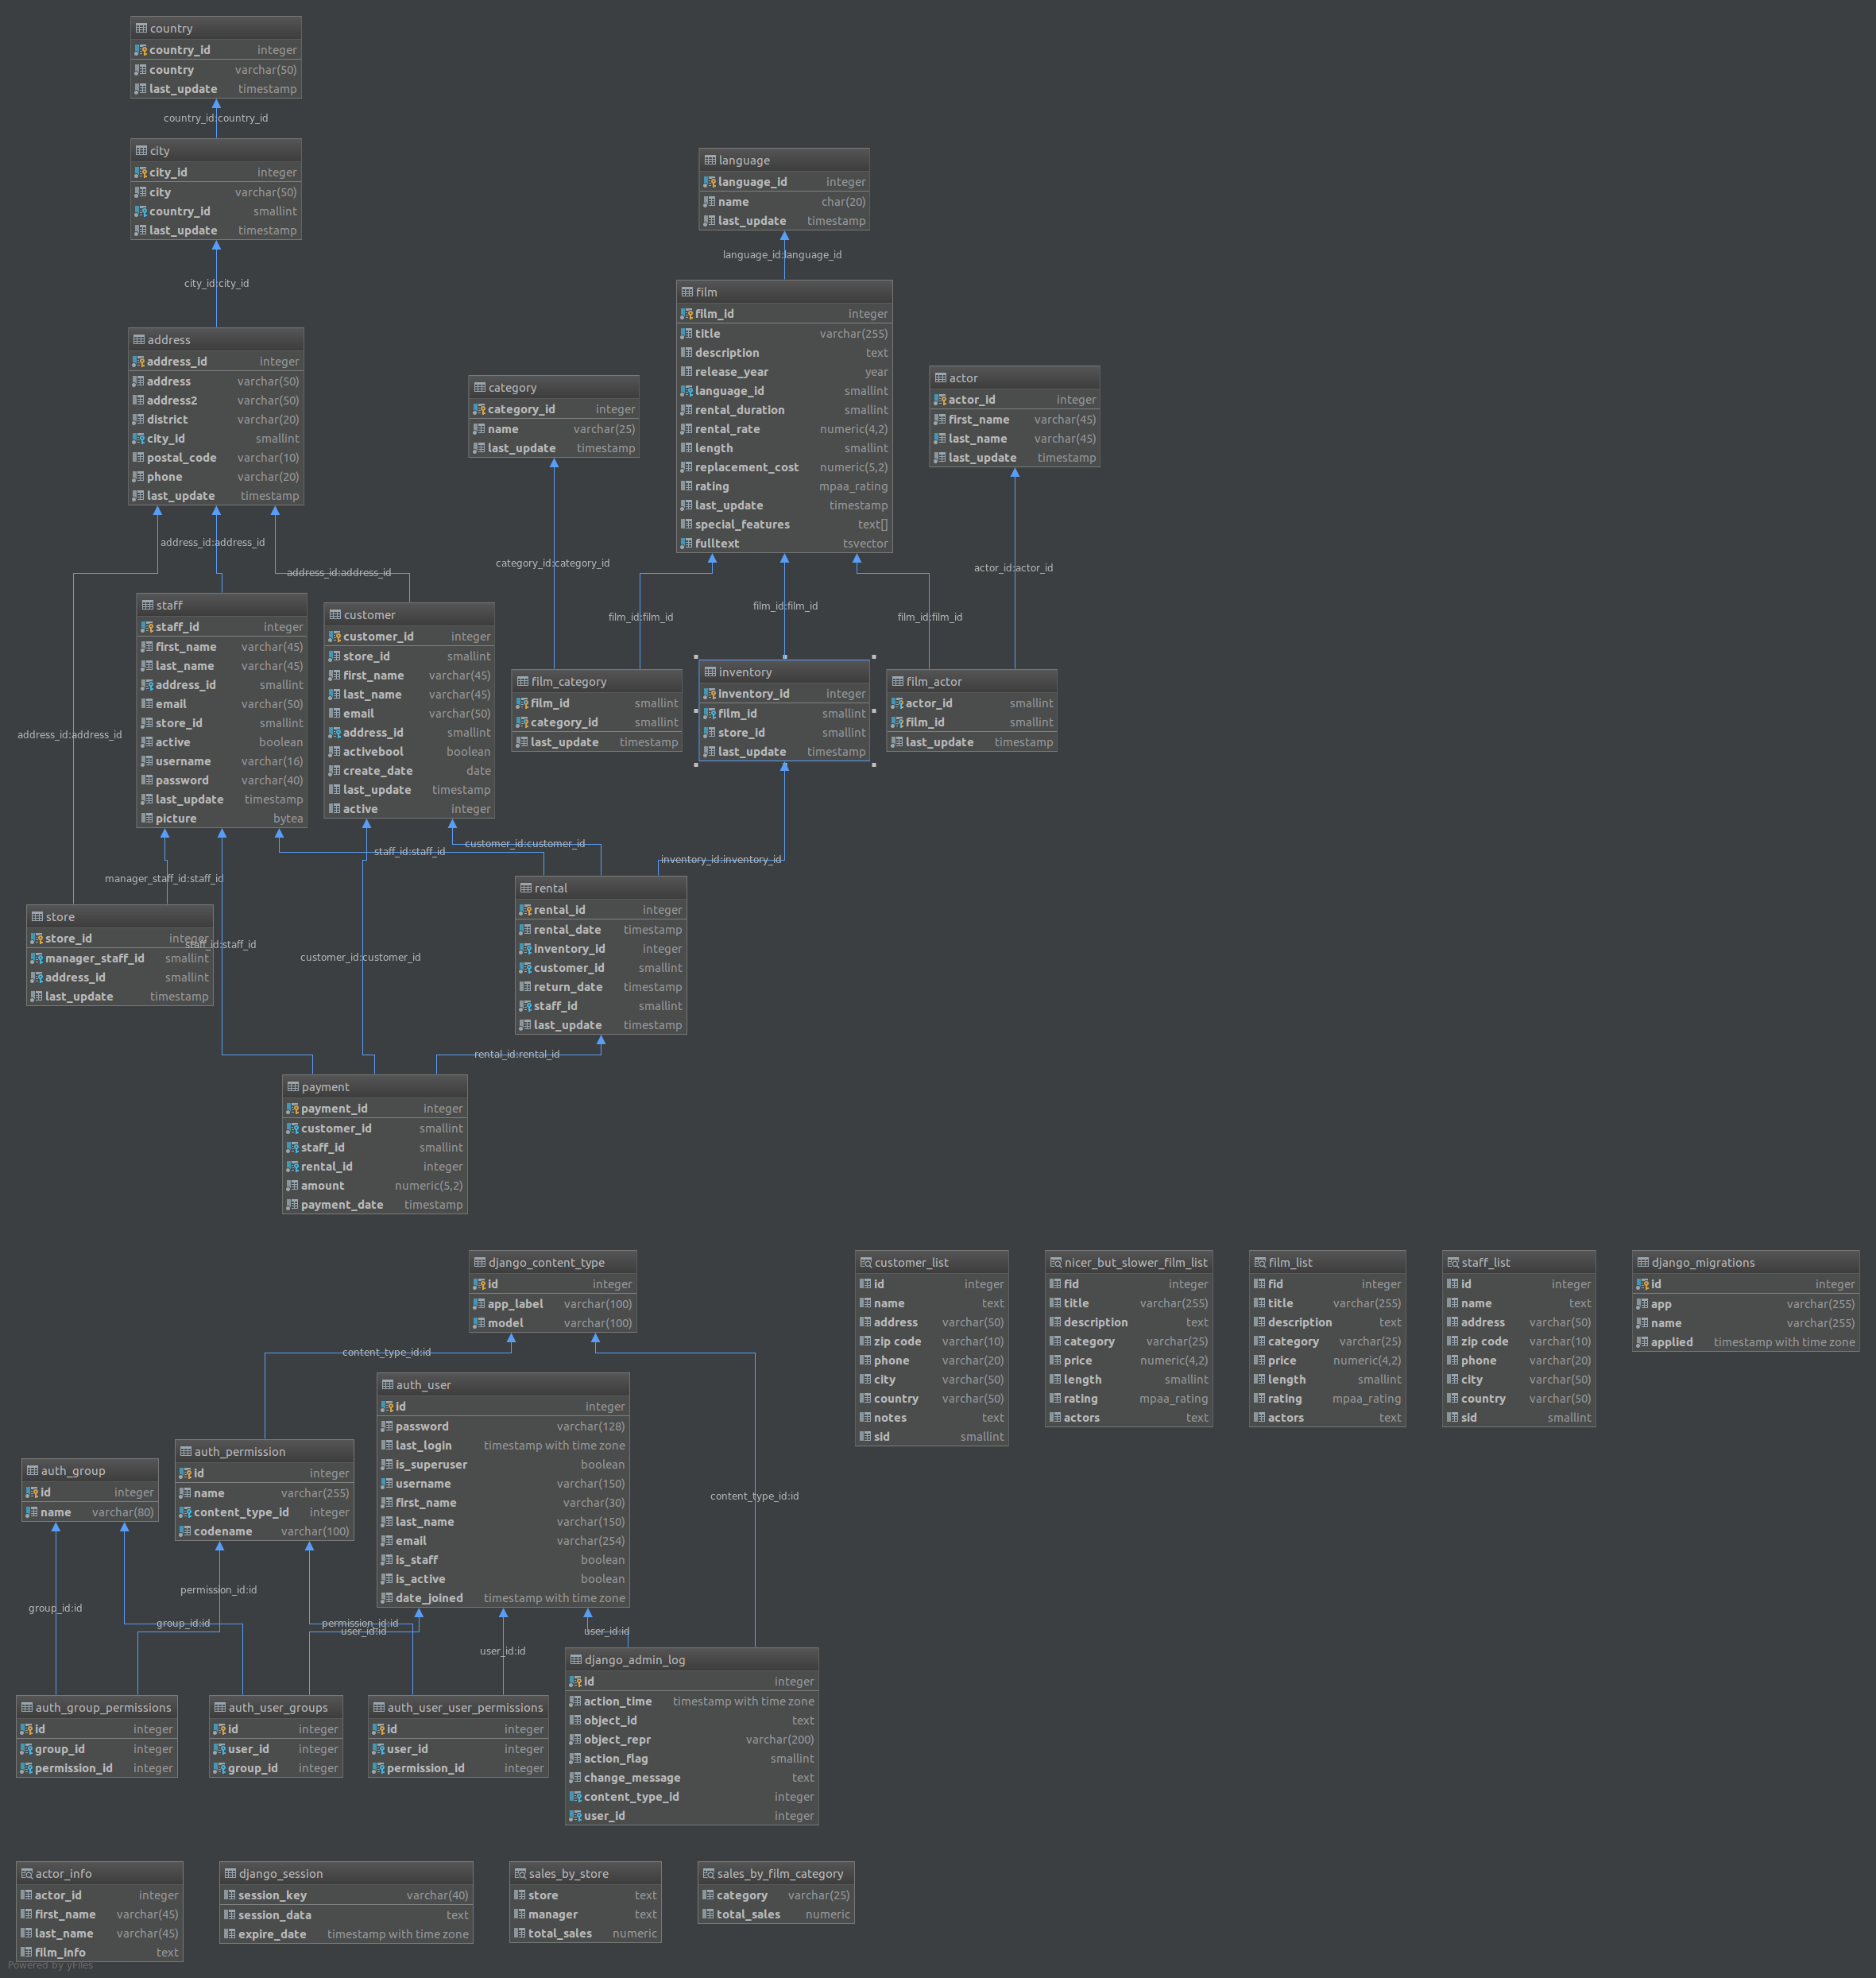 country
country_id integer
country varchar(50)
last_update timestamp
country_id:country_id
city
city_id integer
city varchar(50)
country_id smallint
last_update timestamp
city_id:city_id
address
address_id integer
address varchar(50)
address2 varchar(50)
district varchar(20)
city_id smallint
postal_code varchar(10)
phone varchar(20)
last_update timestamp
address_id:address_id
address_id:address_id
address_id:address_id
staff
staff_id integer
first_name varchar(45)
last_name varchar(45)
address_id smallint
email varchar(50)
store_id smallint
active boolean
username varchar(16)
password varchar(40)
last_update timestamp
picture bytea
customer
customer_id integer
store_id smallint
first_name varchar(45)
last_name varchar(45)
email varchar(50)
address_id smallint
activebool boolean
create_date date
last_update timestamp
active integer
language
language_id integer
name char(20)
last_update timestamp
language_id:language_id
film
film_id integer
title varchar(255)
description text
release_year year
language_id smallint
rental_duration smallint
rental_rate numeric(4,2)
length smallint
replacement_cost numeric(5,2)
rating mpaa_rating
last_update timestamp
special_features text[]
fulltext tsvector
category
category_id integer
name varchar(25)
last_update timestamp
actor
actor_id integer
first_name varchar(45)
last_name varchar(45)
last_update timestamp
category_id:category_id
actor_id:actor_id
film_id:film_id
film_id:film_id
film_id:film_id
film_category
film_id smallint
category_id smallint
last_update timestamp
inventory
inventory_id integer
film_id smallint
store_id smallint
last_update timestamp
film_actor
actor_id smallint
film_id smallint
last_update timestamp
customer_id:customer_id
staff_id:staff_id
inventory_id:inventory_id
manager_staff_id:staff_id
store
store_id integer
manager_staff_id smallint
address_id smallint
last_update timestamp
staff_id:staff_id
customer_id:customer_id
rental
rental_id integer
rental_date timestamp
inventory_id integer
customer_id smallint
return_date timestamp
staff_id smallint
last_update timestamp
rental_id:rental_id
payment
payment_id integer
customer_id smallint
staff_id smallint
rental_id integer
amount numeric(5,2)
payment_date timestamp
django_content_type
id integer
app_label varchar(100)
model varchar(100)
customer_list
id integer
name text
address varchar(50)
zip code varchar(10)
phone varchar(20)
city varchar(50)
country varchar(50)
notes text
sid smallint
nicer_but_slower_film_list
fid integer
title varchar(255)
description text
category varchar(25)
price numeric(4,2)
length smallint
rating mpaa_rating
actors text
film_list
fid integer
title varchar(255)
description text
category varchar(25)
price numeric(4,2)
length smallint
rating mpaa_rating
actors text
staff_list
id integer
name text
address varchar(50)
zip code varchar(10)
phone varchar(20)
city varchar(50)
country varchar(50)
sid smallint
django_migrations
id integer
app varchar(255)
name varchar(255)
applied timestamp with time zone
content_type_id:id
auth_user
id integer
password varchar(128)
last_login timestamp with time zone
is_superuser boolean
username varchar(150)
first_name varchar(30)
last_name varchar(150)
email varchar(254)
is_staff boolean
is_active boolean
date_joined timestamp with time zone
content_type_id:id
auth_group
id integer
name varchar(80)
auth_permission
id integer
name varchar(255)
content_type_id integer
codename varchar(100)
permission_id:id
group_id:id
group_id:id
permission_id:id
user_id:id
user_id:id
user_id:id
auth_group_permissions
id integer
group_id integer
permission_id integer
auth_user_groups
id integer
user_id integer
group_id integer
auth_user_user_permissions
id integer
user_id integer
permission_id integer
django_admin_log
id integer
action_time timestamp with time zone
object_id text
object_repr varchar(200)
action_flag smallint
change_message text
content_type_id integer
user_id integer
actor_info
actor_id integer
first_name varchar(45)
last_name varchar(45)
film_info text
django_session
session_key varchar(40)
session_data text
expire_date timestamp with time zone
sales_by_store
store text
manager text
total_sales numeric
sales_by_film_category
category varchar(25)
total_sales numeric
Powered by yFiles